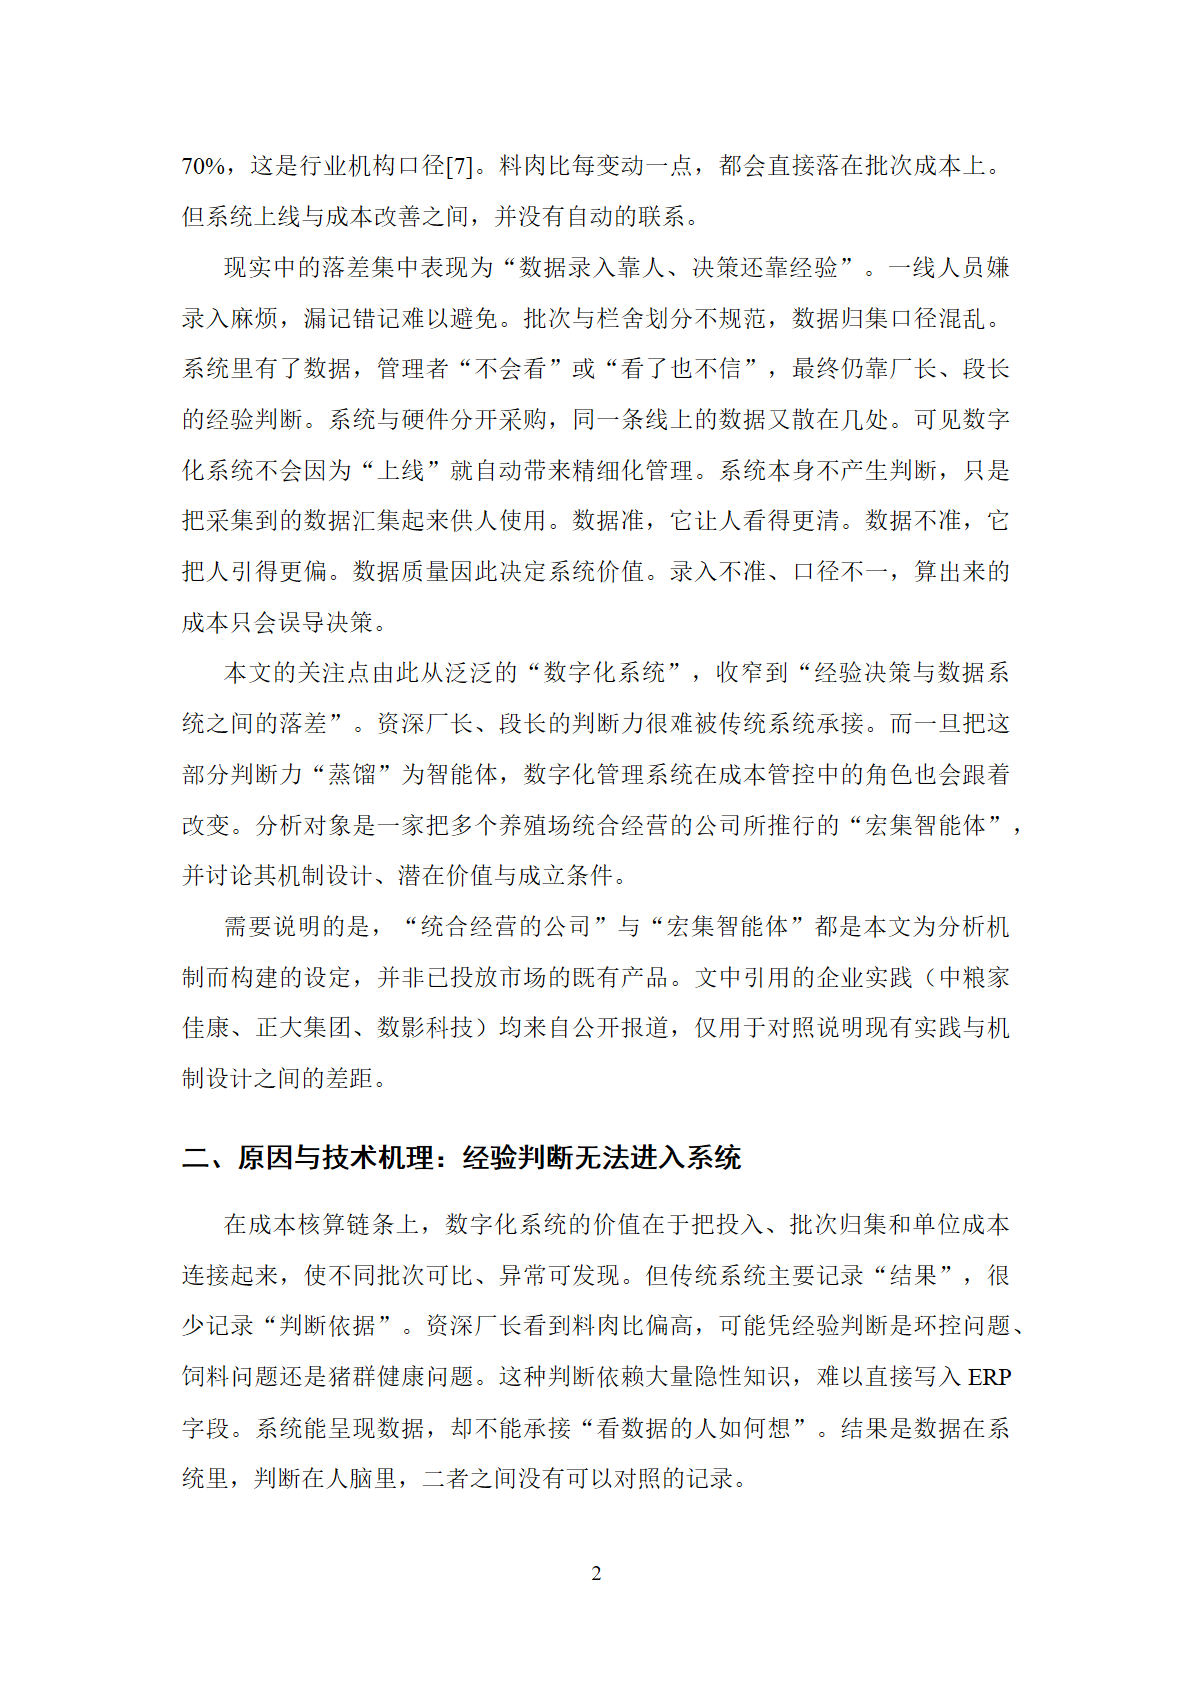 70%，这是行业机构口径[7]。料肉比每变动一点，都会直接落在批次成本上。
但系统上线与成本改善之间，并没有自动的联系。
现实中的落差集中表现为“数据录入靠人、决策还靠经验”。一线人员嫌
录入麻烦，漏记错记难以避免。批次与栏舍划分不规范，数据归集口径混乱。
系统里有了数据，管理者“不会看”或“看了也不信”，最终仍靠厂长、段长
的经验判断。系统与硬件分开采购，同一条线上的数据又散在几处。可见数字
化系统不会因为“上线”就自动带来精细化管理。系统本身不产生判断，只是
把采集到的数据汇集起来供人使用。数据准，它让人看得更清。数据不准，它
把人引得更偏。数据质量因此决定系统价值。录入不准、口径不一，算出来的
成本只会误导决策。
本文的关注点由此从泛泛的“数字化系统”，收窄到“经验决策与数据系
统之间的落差”。资深厂长、段长的判断力很难被传统系统承接。而一旦把这
部分判断力“蒸馏”为智能体，数字化管理系统在成本管控中的角色也会跟着
改变。分析对象是一家把多个养殖场统合经营的公司所推行的“宏集智能体”，
并讨论其机制设计、潜在价值与成立条件。
需要说明的是，“统合经营的公司”与“宏集智能体”都是本文为分析机
制而构建的设定，并非已投放市场的既有产品。文中引用的企业实践（中粮家
佳康、正大集团、数影科技）均来自公开报道，仅用于对照说明现有实践与机
制设计之间的差距。
二、原因与技术机理：经验判断无法进入系统
在成本核算链条上，数字化系统的价值在于把投入、批次归集和单位成本
连接起来，使不同批次可比、异常可发现。但传统系统主要记录“结果”，很
少记录“判断依据”。资深厂长看到料肉比偏高，可能凭经验判断是环控问题、
饲料问题还是猪群健康问题。这种判断依赖大量隐性知识，难以直接写入 ERP
字段。系统能呈现数据，却不能承接“看数据的人如何想”。结果是数据在系
统里，判断在人脑里，二者之间没有可以对照的记录。
2